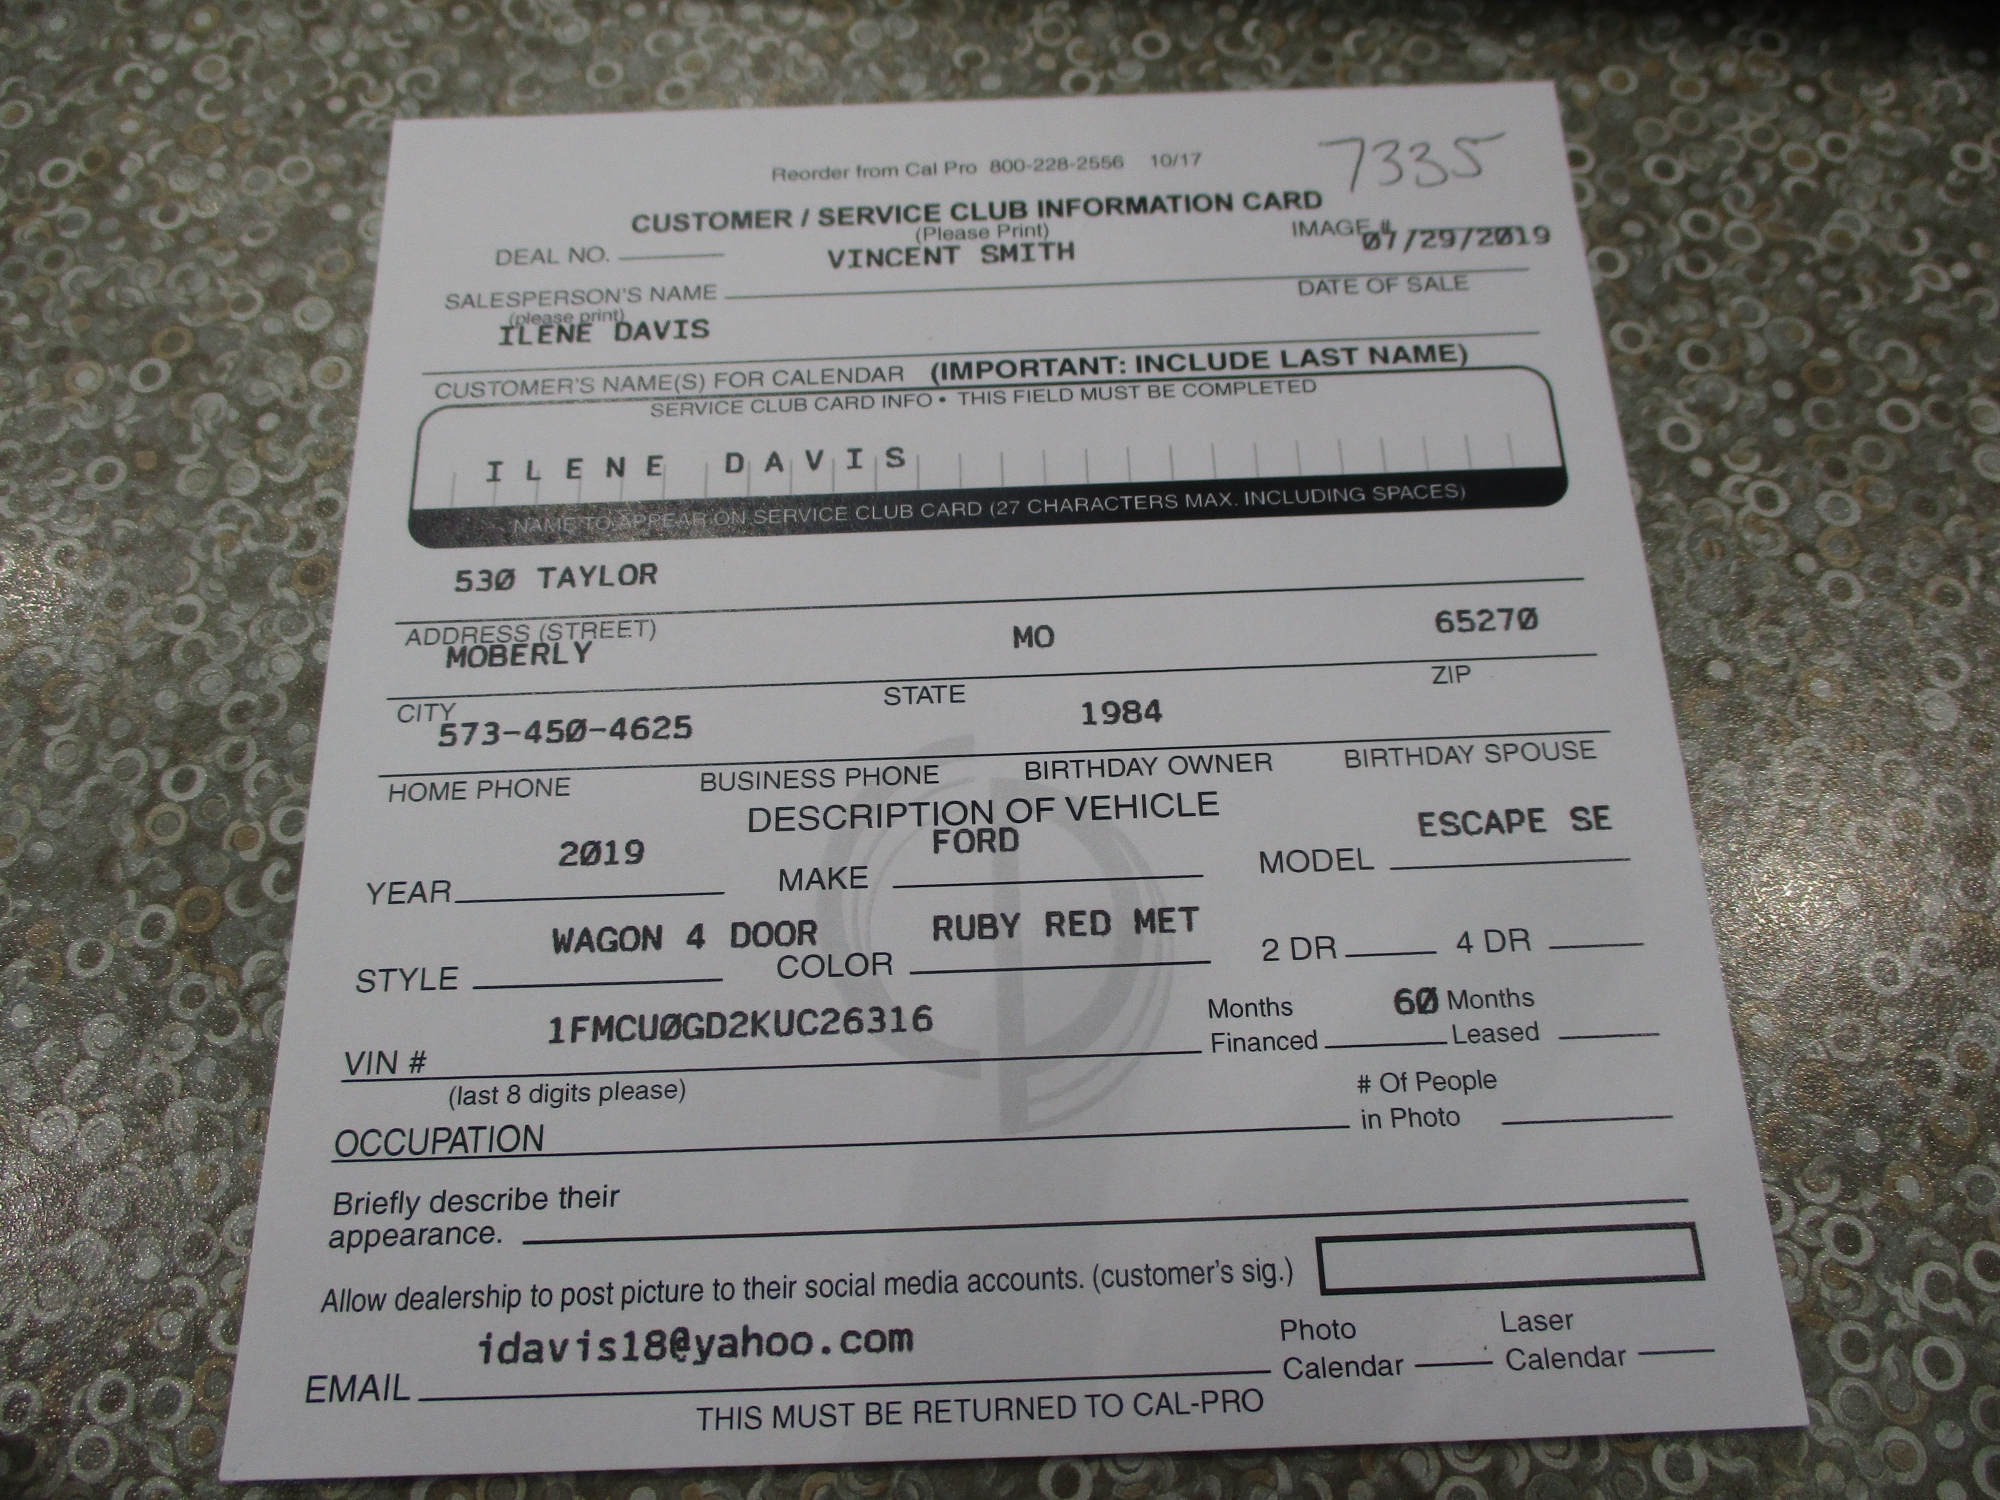 Reorder from Cal Pro 800-228-2556 10/17
7335
CUSTOMER / SERVICE CLUB INFORMATION CARD
(Please Print)
IMAGE #
DEAL NO.
VINCENT SMITH
07/29/2019
SALESPERSON'S NAME
DATE OF SALE
(please print)
ILENE DAVIS
CUSTOMER'S NAME(S) FOR CALENDAR (IMPORTANT: INCLUDE LAST NAME)
SERVICE CLUB CARD INFO • THIS FIELD MUST BE COMPLETED
ILENE DAVIS
NAME TO APPEAR ON SERVICE CLUB CARD (27 CHARACTERS MAX. INCLUDING SPACES)
530 TAYLOR
ADDRESS (STREET)
MOBERLY MO 65270
CITY STATE ZIP
573-450-4625 1984
HOME PHONE BUSINESS PHONE BIRTHDAY OWNER BIRTHDAY SPOUSE
DESCRIPTION OF VEHICLE
2019 FORD ESCAPE SE
YEAR MAKE MODEL
WAGON 4 DOOR RUBY RED MET
STYLE COLOR 2 DR 4 DR
1FMCU0GD2KUC26316 Months 60 Months
VIN # Financed Leased
(last 8 digits please) # Of People
OCCUPATION in Photo
Briefly describe their
appearance.
Allow dealership to post picture to their social media accounts. (customer's sig.)
idavis18@yahoo.com Photo Laser
EMAIL Calendar Calendar
THIS MUST BE RETURNED TO CAL-PRO